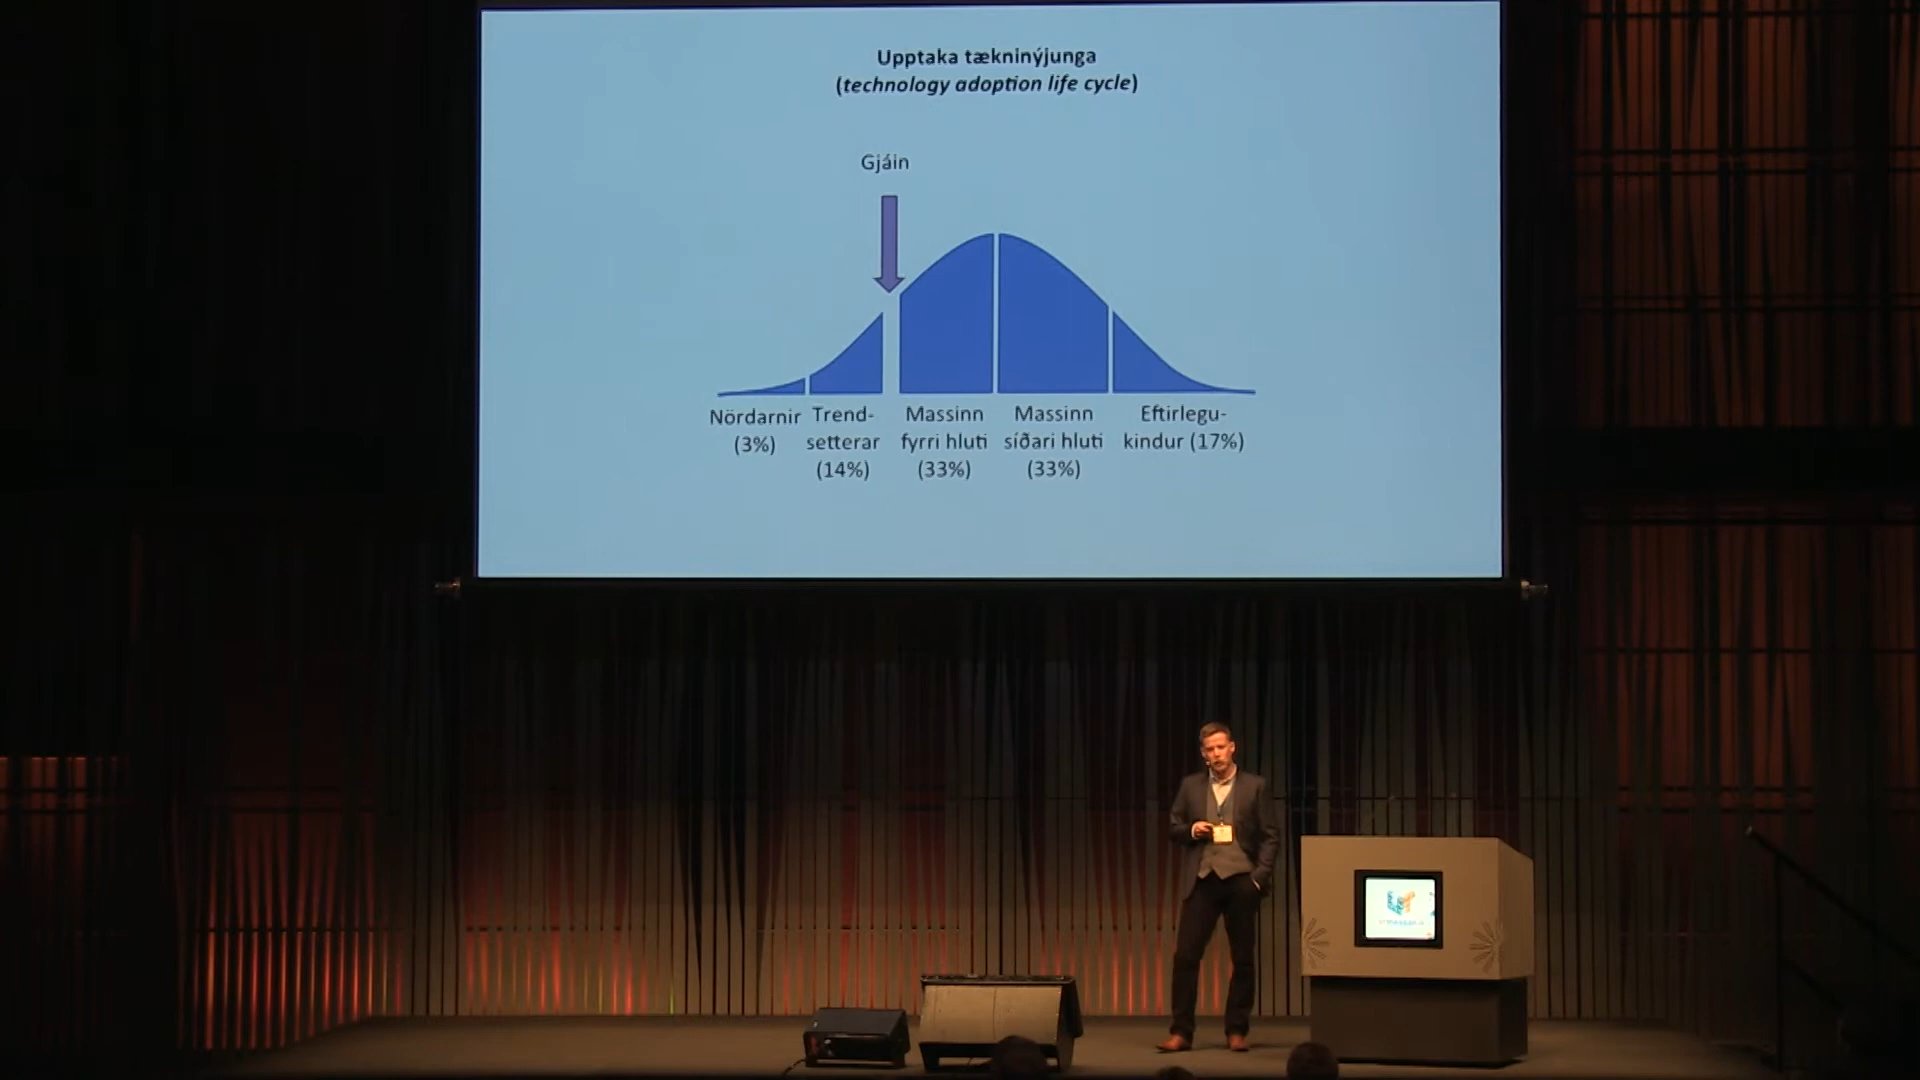 Upptaka tækninýjunga
(technology adoption life cycle)
Gjáin
Nördarnir
(3%)
Trend-
setterar
(14%)
Massinn
fyrri hluti
(33%)
Massinn
síðari hluti
(33%)
Eftirlegu-
kindur (17%)